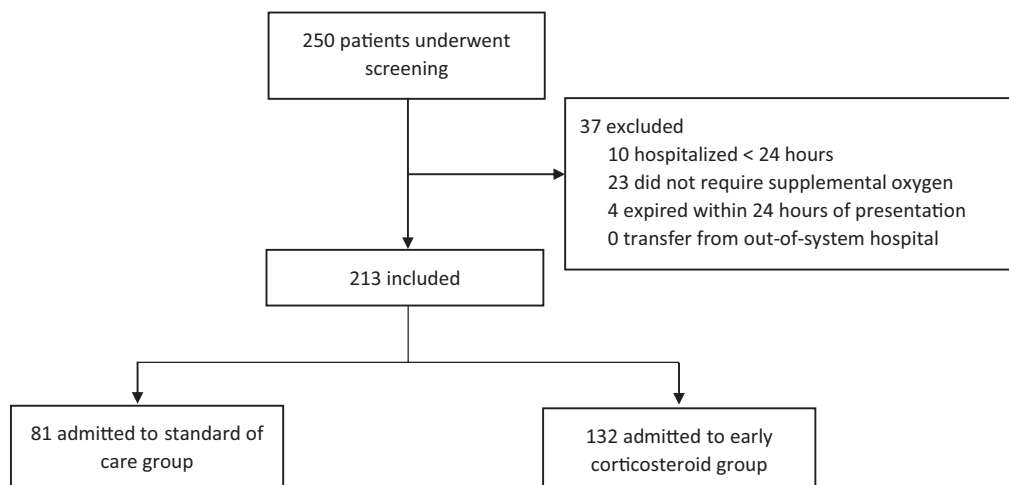 250 patients underwent
screening
37 excluded
10 hospitalized < 24 hours
23 did not require supplemental oxygen
4 expired within 24 hours of presentation
0 transfer from out-of-system hospital
213 included
81 admitted to standard of
care group
132 admitted to early
corticosteroid group